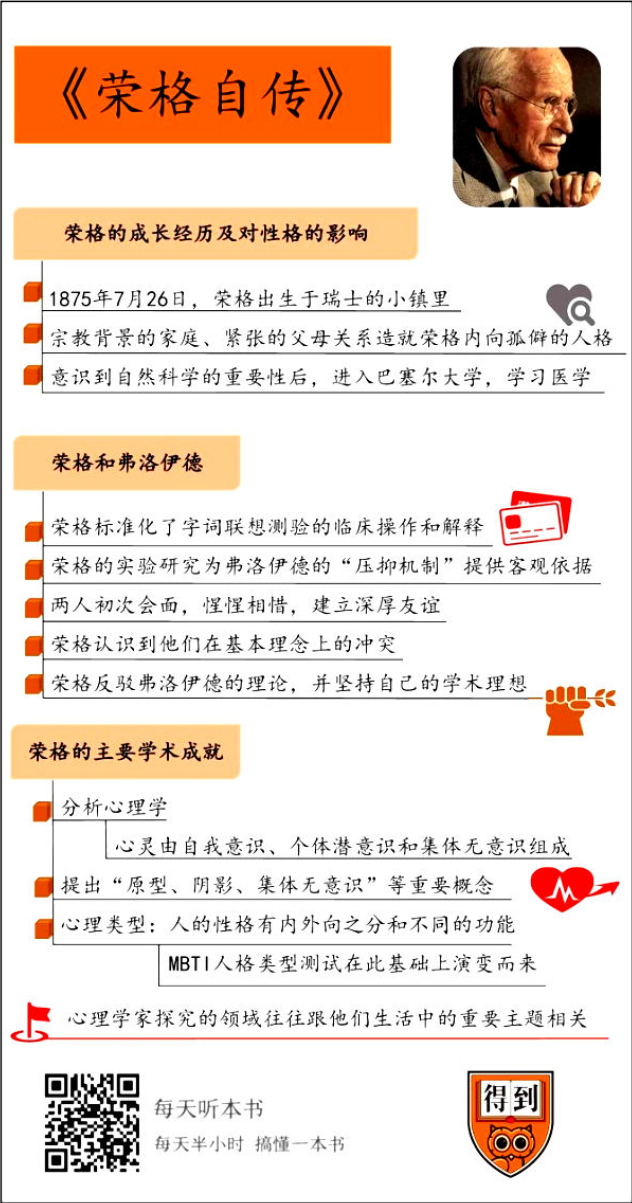 《荣格自传》
荣格的成长经历及对性格的影响
1875年7月26日，荣格出生于瑞士的小镇里
宗教背景的家庭、紧张的父母关系造就荣格内向孤僻的人格
意识到自然科学的重要性后，进入巴塞尔大学，学习医学
荣格和弗洛伊德
荣格标准化了字词联想测验的临床操作和解释
荣格的实验研究为弗洛伊德的“压抑机制”提供客观依据
两人初次会面，惺惺相惜，建立深厚友谊
荣格认识到他们在基本理念上的冲突
荣格反驳弗洛伊德的理论，并坚持自己的学术理想
荣格的主要学术成就
分析心理学
心灵由自我意识、个体潜意识和集体无意识组成
提出“原型、阴影、集体无意识”等重要概念
心理类型：人的性格有内外向之分和不同的功能
MBTI人格类型测试在此基础上演变而来
心理学家探究的领域往往跟他们生活中的重要主题相关
每天听本书
每天半小时 搞懂一本书
得到